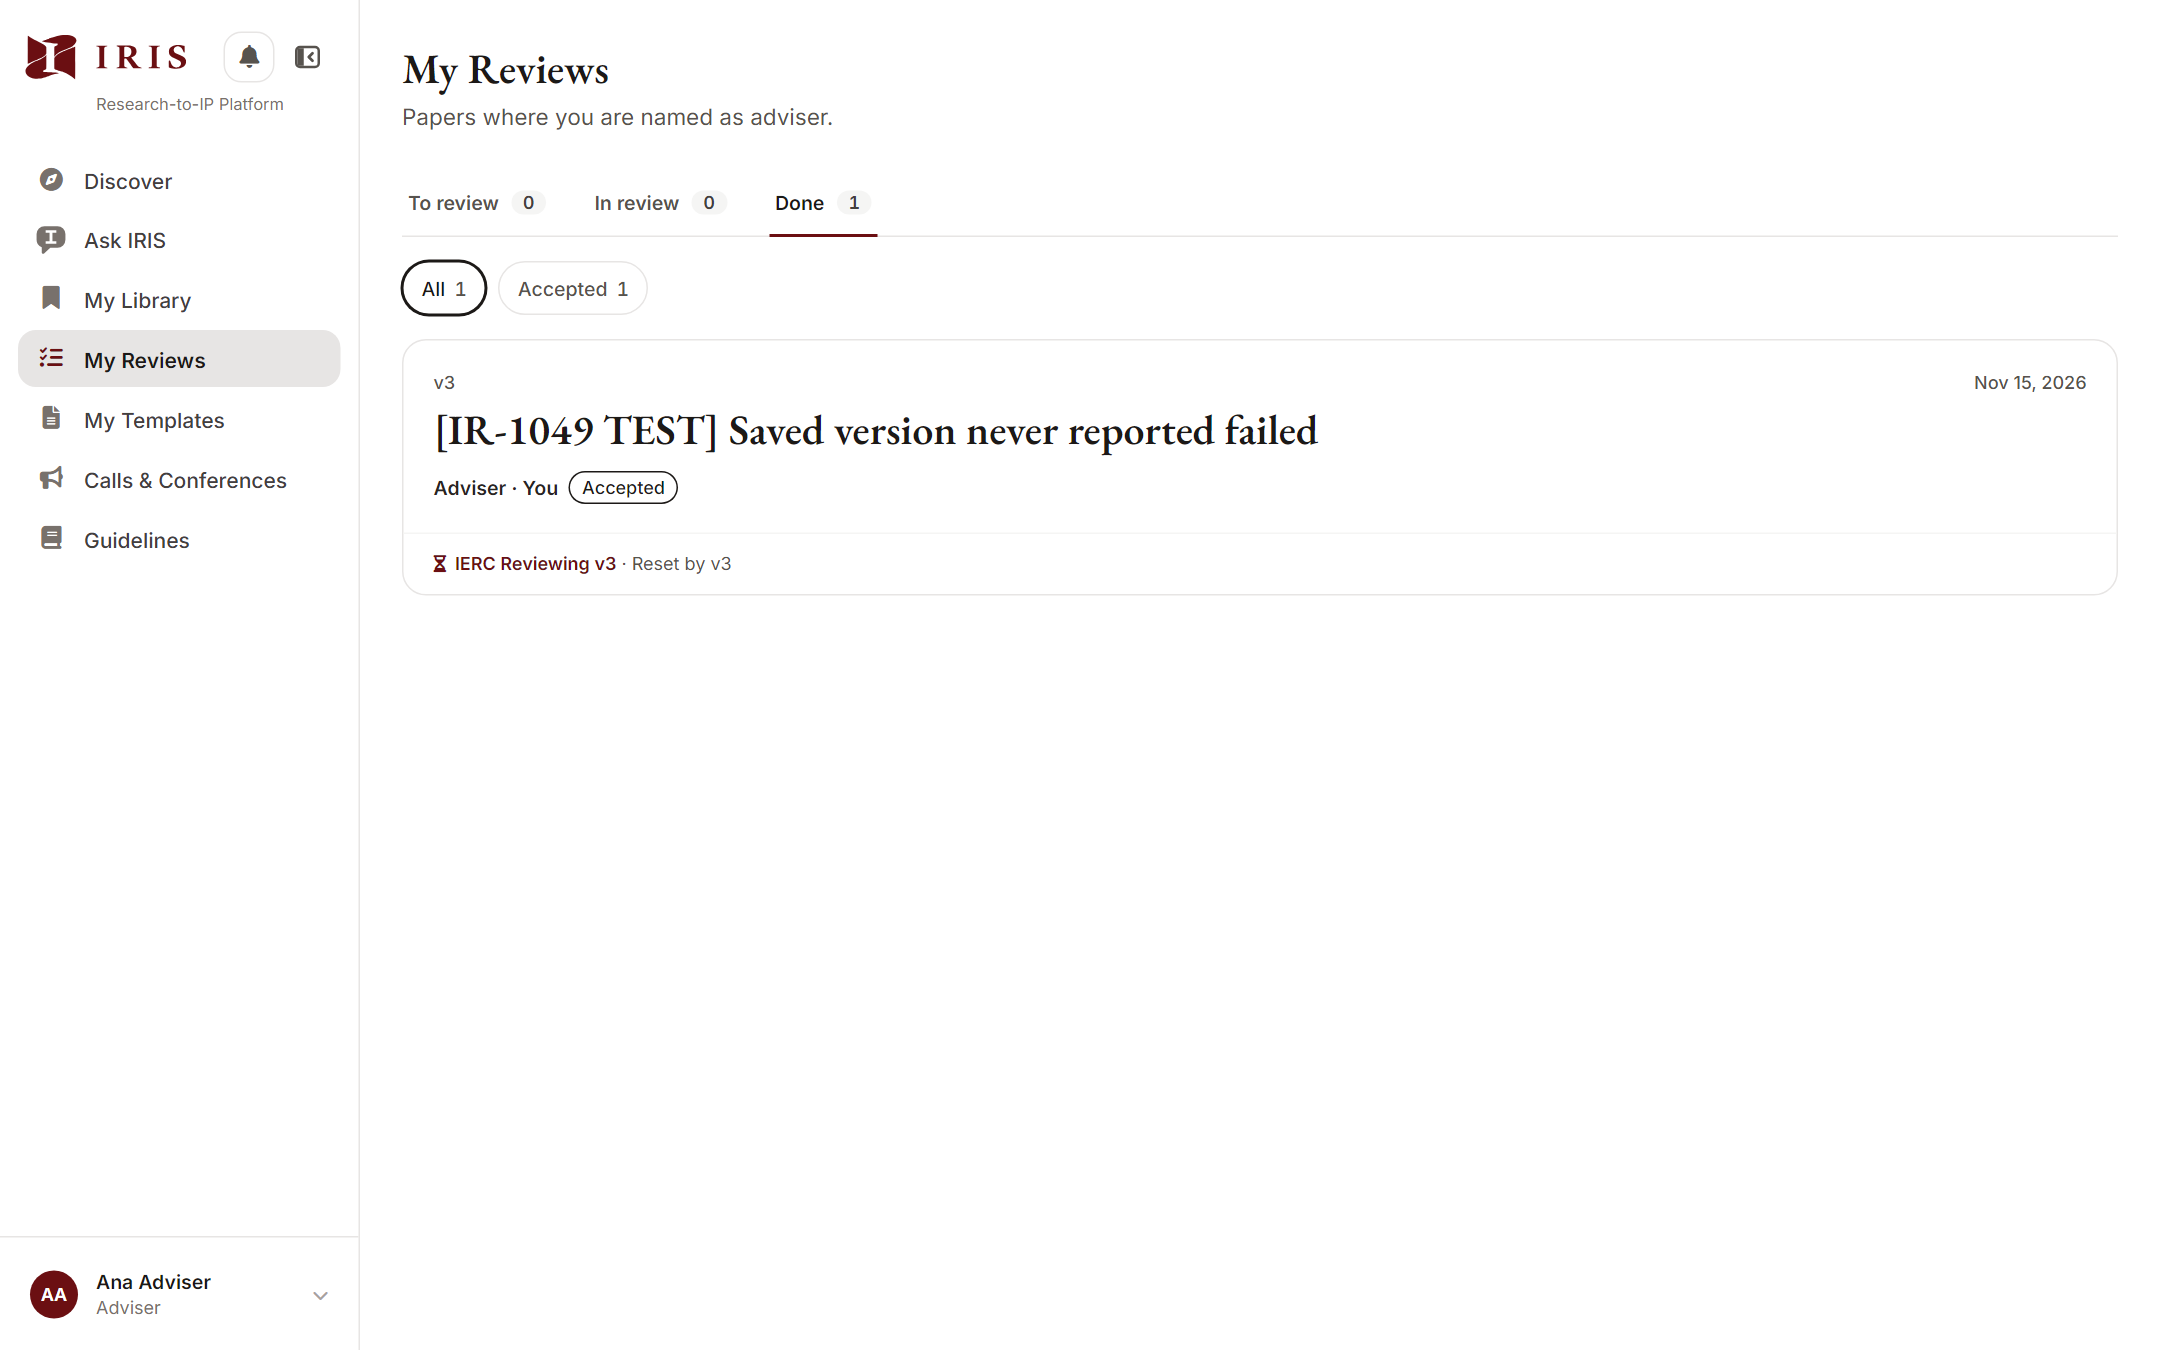 IRIS
Research-to-IP Platform
Discover
Ask IRIS
My Library
My Reviews
My Templates
Calls & Conferences
Guidelines
AA
Ana Adviser
Adviser
My Reviews
Papers where you are named as adviser.
To review 0 In review 0 Done 1
All 1 Accepted 1
v3 Nov 15, 2026
[IR-1049 TEST] Saved version never reported failed
Adviser · You Accepted
IERC Reviewing v3 · Reset by v3